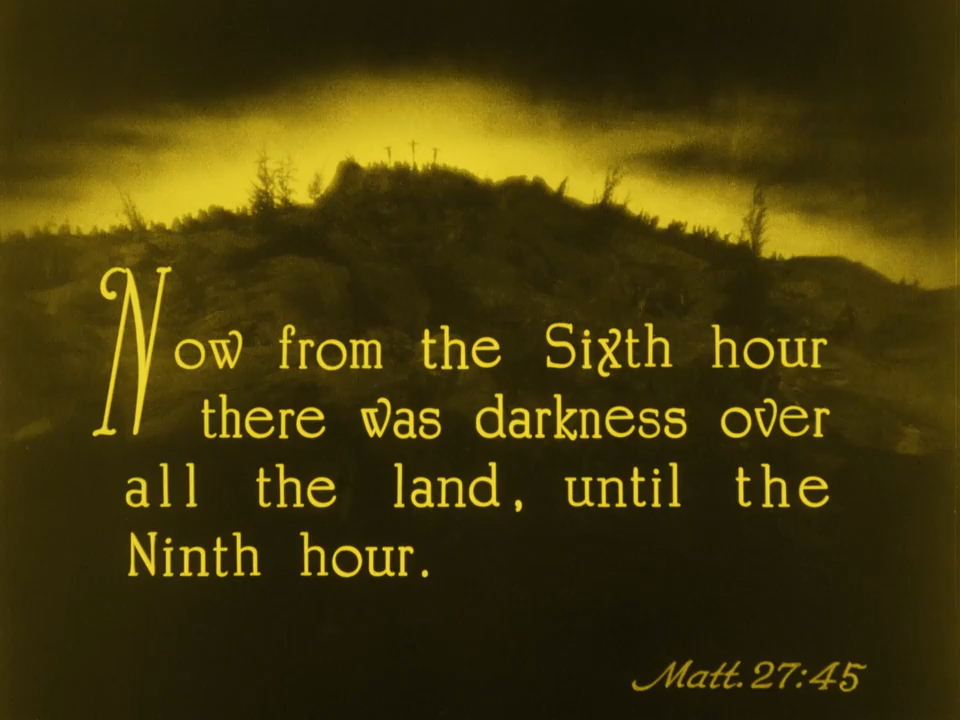 Now from the Sixth hour
there was darkness over
all the land, until the
Ninth hour.
Matt. 27:45